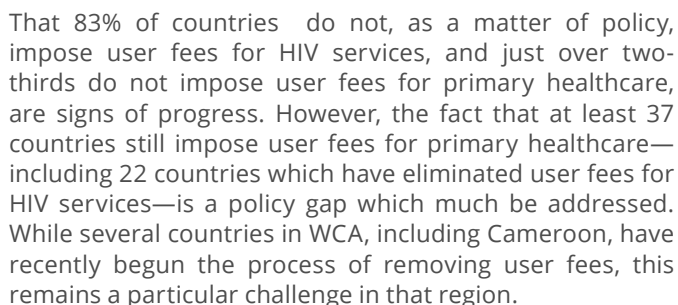 That 83% of countries do not, as a matter of policy,
impose user fees for HIV services, and just over two-
thirds do not impose user fees for primary healthcare,
are signs of progress. However, the fact that at least 37
countries still impose user fees for primary healthcare—
including 22 countries which have eliminated user fees for
HIV services—is a policy gap which much be addressed.
While several countries in WCA, including Cameroon, have
recently begun the process of removing user fees, this
remains a particular challenge in that region.